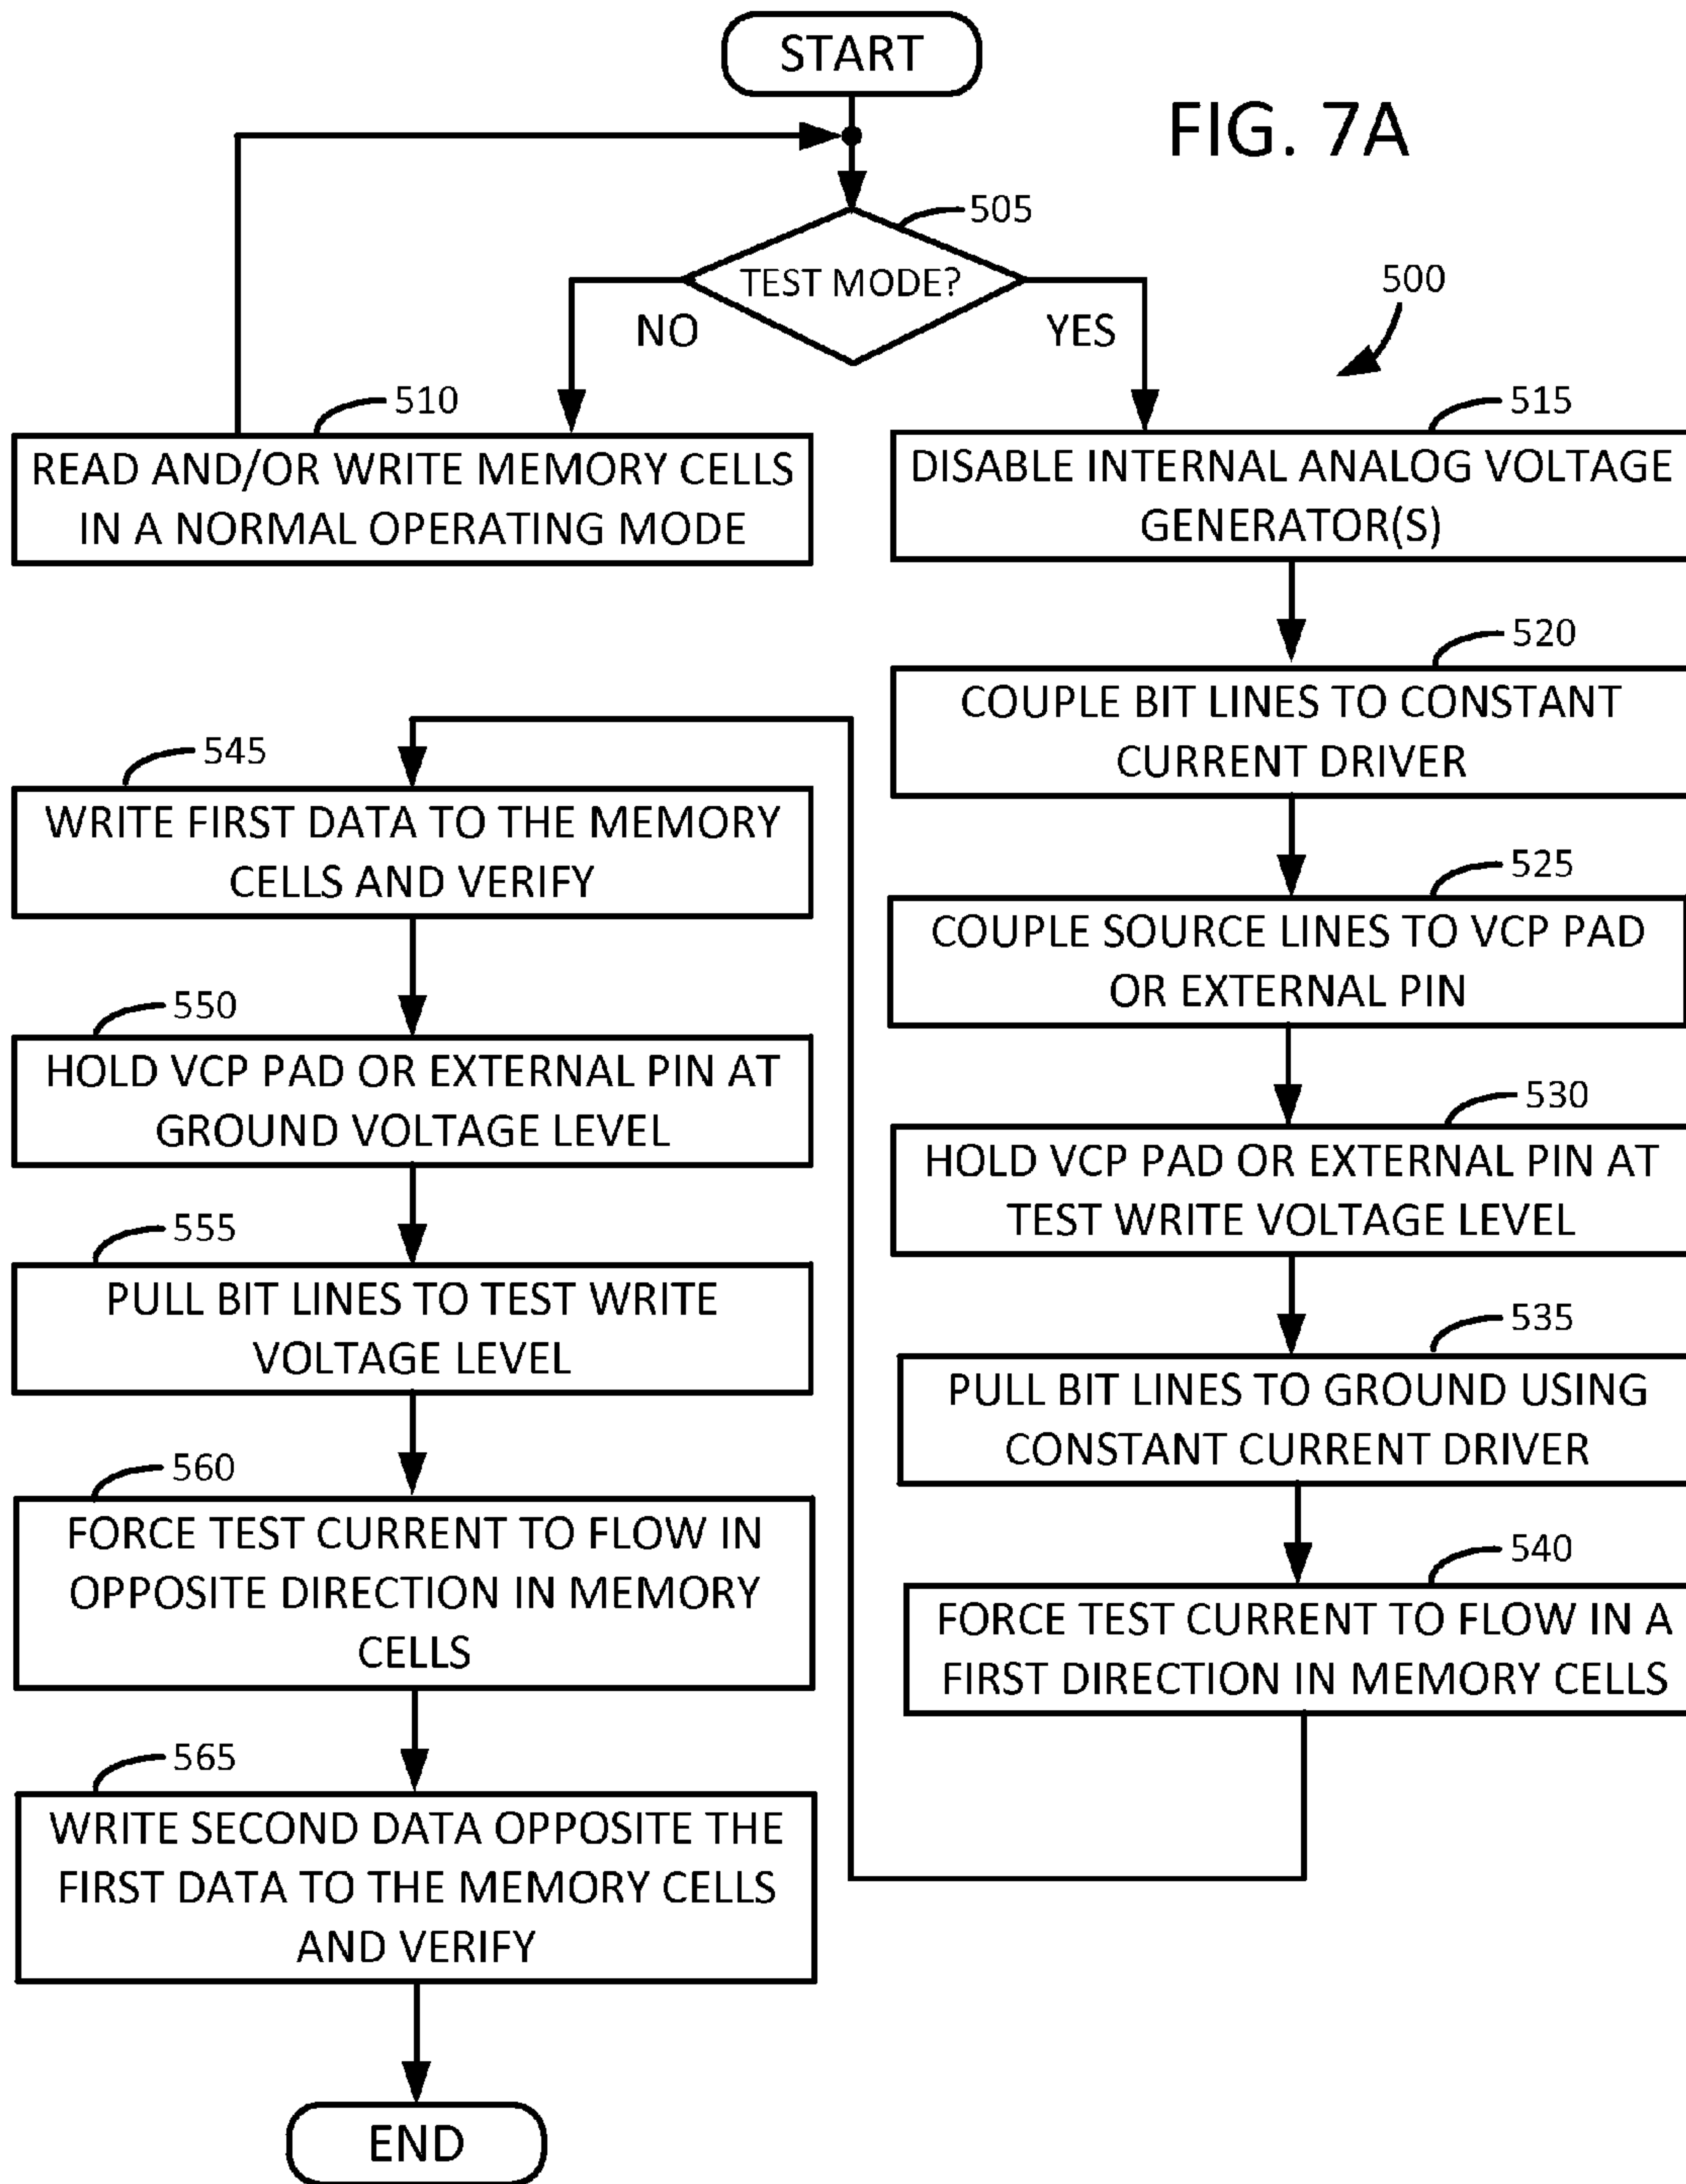 START
FIG. 7A
505
TEST MODE?
NO
YES
500
510
READ AND/OR WRITE MEMORY CELLS
IN A NORMAL OPERATING MODE
515
DISABLE INTERNAL ANALOG VOLTAGE
GENERATOR(S)
520
COUPLE BIT LINES TO CONSTANT
CURRENT DRIVER
525
COUPLE SOURCE LINES TO VCP PAD
OR EXTERNAL PIN
530
HOLD VCP PAD OR EXTERNAL PIN AT
TEST WRITE VOLTAGE LEVEL
535
PULL BIT LINES TO GROUND USING
CONSTANT CURRENT DRIVER
540
FORCE TEST CURRENT TO FLOW IN A
FIRST DIRECTION IN MEMORY CELLS
545
WRITE FIRST DATA TO THE MEMORY
CELLS AND VERIFY
550
HOLD VCP PAD OR EXTERNAL PIN AT
GROUND VOLTAGE LEVEL
555
PULL BIT LINES TO TEST WRITE
VOLTAGE LEVEL
560
FORCE TEST CURRENT TO FLOW IN
OPPOSITE DIRECTION IN MEMORY
CELLS
565
WRITE SECOND DATA OPPOSITE THE
FIRST DATA TO THE MEMORY CELLS
AND VERIFY
END